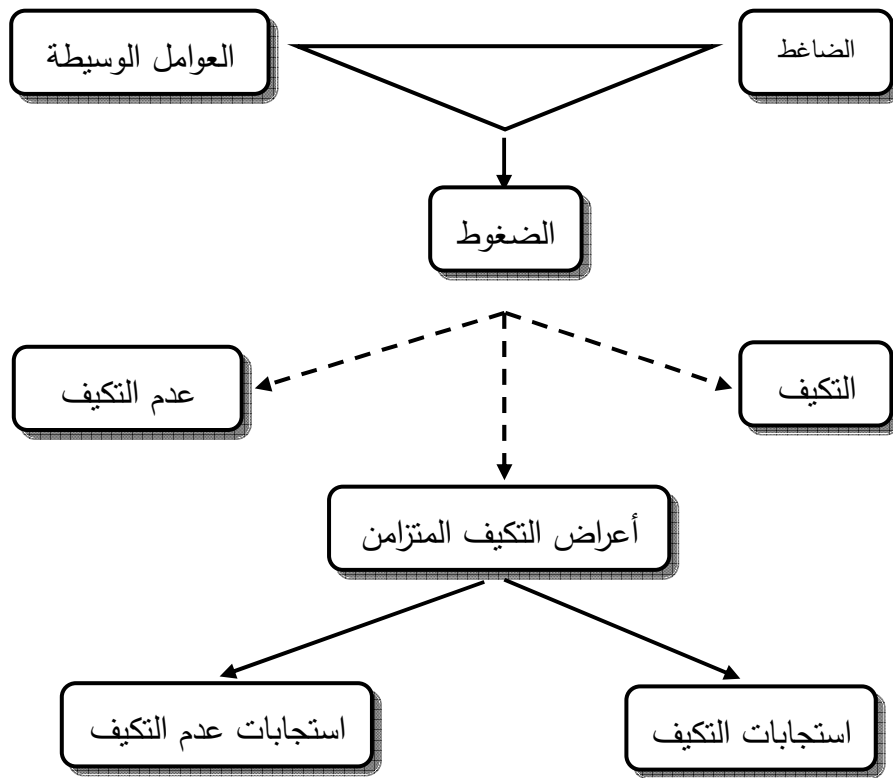 الضاغط
العوامل الوسيطة
الضغوط
التكيف
عدم التكيف
أعراض التكيف المتزامن
استجابات التكيف
استجابات عدم التكيف